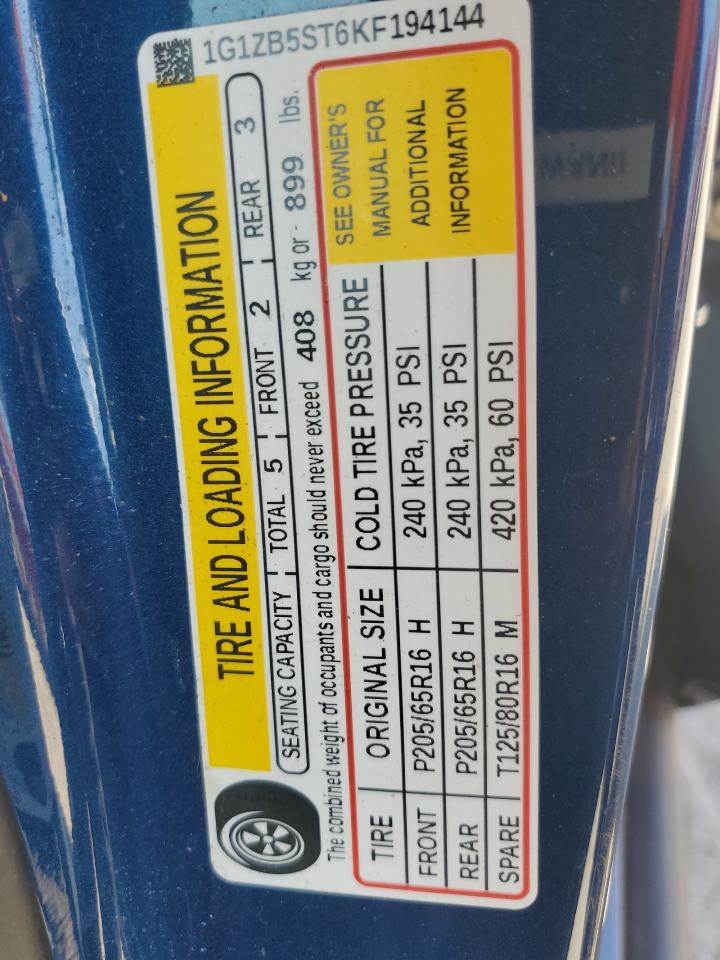 1G1ZB5ST6KF194144
TIRE AND LOADING INFORMATION
SEATING CAPACITY TOTAL 5 FRONT 2 REAR 3
The combined weight of occupants and cargo should never exceed 408 kg or 899 lbs.
TIRE ORIGINAL SIZE COLD TIRE PRESSURE
FRONT P205/65R16 H 240 kPa, 35 PSI
REAR P205/65R16 H 240 kPa, 35 PSI
SPARE T125/80R16 M 420 kPa, 60 PSI
SEE OWNER'S
MANUAL FOR
ADDITIONAL
INFORMATION